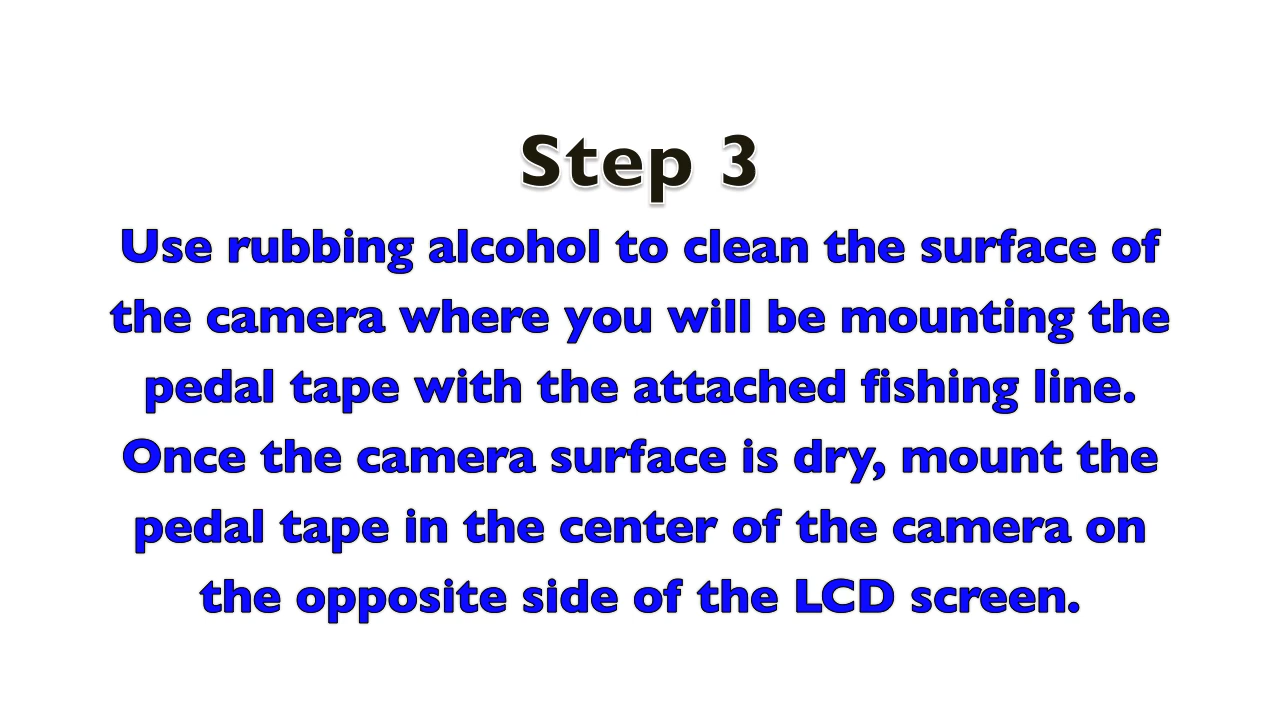 Step 3
Use rubbing alcohol to clean the surface of
the camera where you will be mounting the
pedal tape with the attached fishing line.
Once the camera surface is dry, mount the
pedal tape in the center of the camera on
the opposite side of the LCD screen.